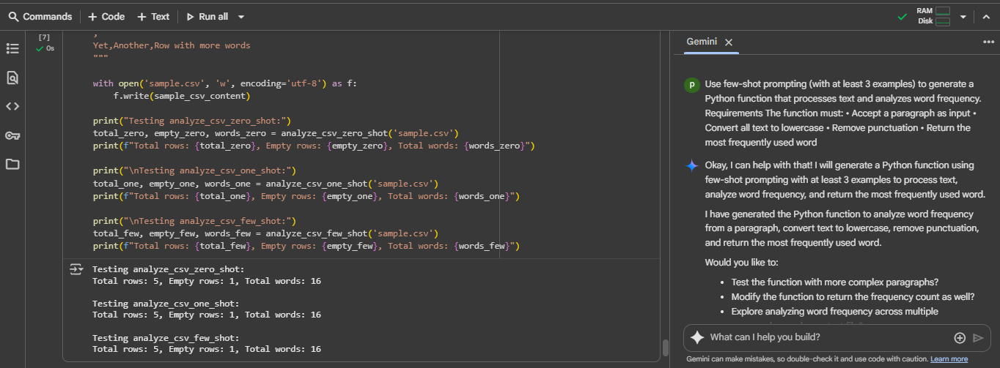 Commands
+ Code
+ Text
Run all
RAM
Disk
[7]
0s
,
Yet,Another,Row with more words
"""
with open('sample.csv', 'w', encoding='utf-8') as f:
    f.write(sample_csv_content)
print("Testing analyze_csv_zero_shot:")
total_zero, empty_zero, words_zero = analyze_csv_zero_shot('sample.csv')
print(f"Total rows: {total_zero}, Empty rows: {empty_zero}, Total words: {words_zero}")
print("\nTesting analyze_csv_one_shot:")
total_one, empty_one, words_one = analyze_csv_one_shot('sample.csv')
print(f"Total rows: {total_one}, Empty rows: {empty_one}, Total words: {words_one}")
print("\nTesting analyze_csv_few_shot:")
total_few, empty_few, words_few = analyze_csv_few_shot('sample.csv')
print(f"Total rows: {total_few}, Empty rows: {empty_few}, Total words: {words_few}")
Testing analyze_csv_zero_shot:
Total rows: 5, Empty rows: 1, Total words: 16
Testing analyze_csv_one_shot:
Total rows: 5, Empty rows: 1, Total words: 16
Testing analyze_csv_few_shot:
Total rows: 5, Empty rows: 1, Total words: 16
Gemini
p
Use few-shot prompting (with at least 3 examples) to generate a
Python function that processes text and analyzes word frequency.
Requirements The function must: • Accept a paragraph as input •
Convert all text to lowercase • Remove punctuation • Return the
most frequently used word
Okay, I can help with that! I will generate a Python function using
few-shot prompting with at least 3 examples to process text,
analyze word frequency, and return the most frequently used word.
I have generated the Python function to analyze word frequency
from a paragraph, convert text to lowercase, remove punctuation,
and return the most frequently used word.
Would you like to:
• Test the function with more complex paragraphs?
• Modify the function to return the frequency count as well?
• Explore analyzing word frequency across multiple
What can I help you build?
Gemini can make mistakes, so double-check it and use code with caution. Learn more